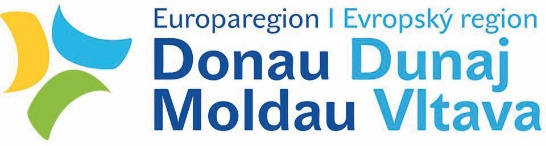 Europaregion | Evropský region
Donau Dunaj
Moldau Vltava